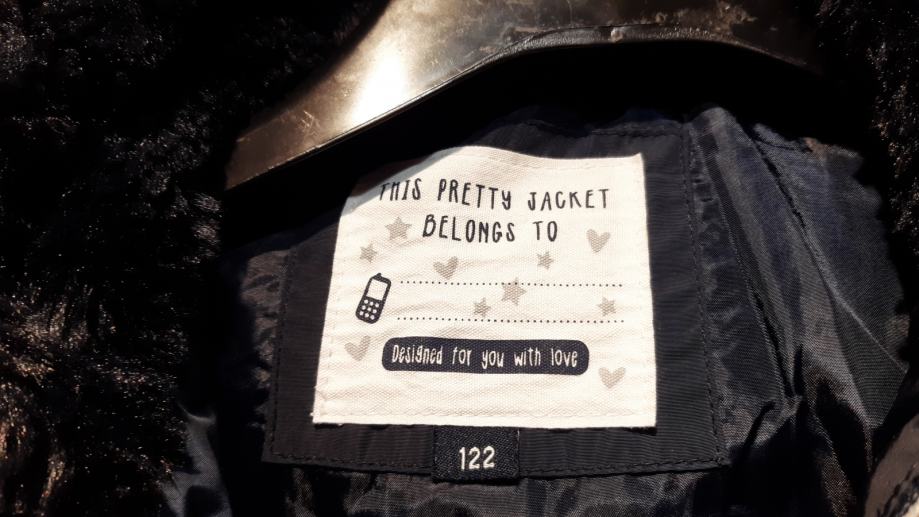 THIS PRETTY JACKET
BELONGS TO
Designed for you with love
122